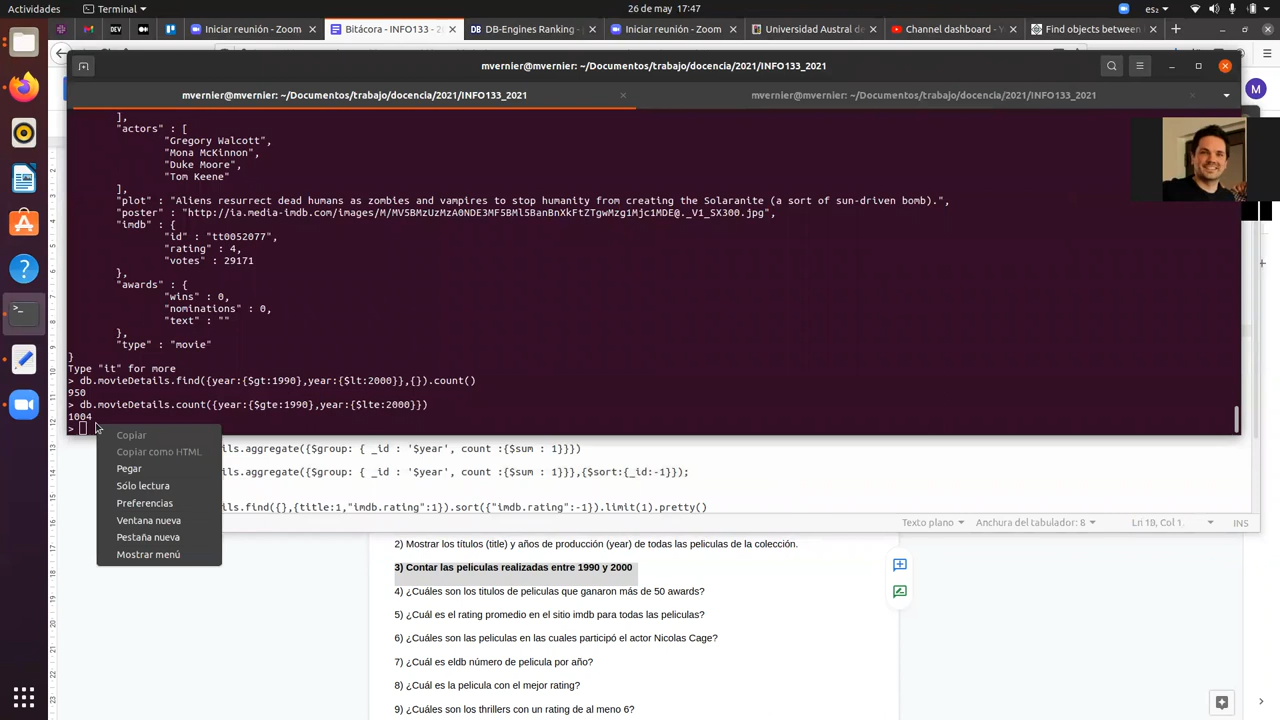 Actividades
Terminal
26 de may 17:47
es₂
Iniciar reunión - Zoom
Bitácora - INFO133 - 2
DB-Engines Ranking -
Iniciar reunión - Zoom
Universidad Austral de
Channel dashboard - Y
Find objects between
mvernier@mvernier: ~/Documentos/trabajo/docencia/2021/INFO133_2021
mvernier@mvernier: ~/Documentos/trabajo/docencia/2021/INFO133_2021
mvernier@mvernier: ~/Documentos/trabajo/docencia/2021/INFO133_2021
],
"actors" : [
"Gregory Walcott",
"Mona McKinnon",
"Duke Moore",
"Tom Keene"
],
"plot" : "Aliens resurrect dead humans as zombies and vampires to stop humanity from creating the Solaranite (a sort of sun-driven bomb).",
"poster" : "http://ia.media-imdb.com/images/M/MV5BMzUzMzA0NDE3MF5BMl5BanBnXkFtZTgwMzg1Mjc1MDE@._V1_SX300.jpg",
"imdb" : {
"id" : "tt0052077",
"rating" : 4,
"votes" : 29171
},
"awards" : {
"wins" : 0,
"nominations" : 0,
"text" : ""
},
"type" : "movie"
}
Type "it" for more
> db.movieDetails.find({year:{$gt:1990},year:{$lt:2000}},{}).count()
950
> db.movieDetails.count({year:{$gte:1990},year:{$lte:2000}})
1004
>
Copiar
Copiar como HTML
Pegar
Sólo lectura
Preferencias
Ventana nueva
Pestaña nueva
Mostrar menú
ils.aggregate({$group: { _id : '$year', count :{$sum : 1}}})
ils.aggregate({$group: { _id : '$year', count :{$sum : 1}}},{$sort:{_id:-1}});
ils.find({},{title:1,"imdb.rating":1}).sort({"imdb.rating":-1}).limit(1).pretty()
Texto plano
Anchura del tabulador: 8
Ln 18, Col 1
INS
2) Mostrar los títulos (title) y años de producción (year) de todas las peliculas de la colección.
3) Contar las peliculas realizadas entre 1990 y 2000
4) ¿Cuáles son los titulos de peliculas que ganaron más de 50 awards?
5) ¿Cuál es el rating promedio en el sitio imdb para todas las peliculas?
6) ¿Cuáles son las peliculas en las cuales participó el actor Nicolas Cage?
7) ¿Cuál es eldb número de pelicula por año?
8) ¿Cuál es la pelicula con el mejor rating?
9) ¿Cuáles son los thrillers con un rating de al meno 6?